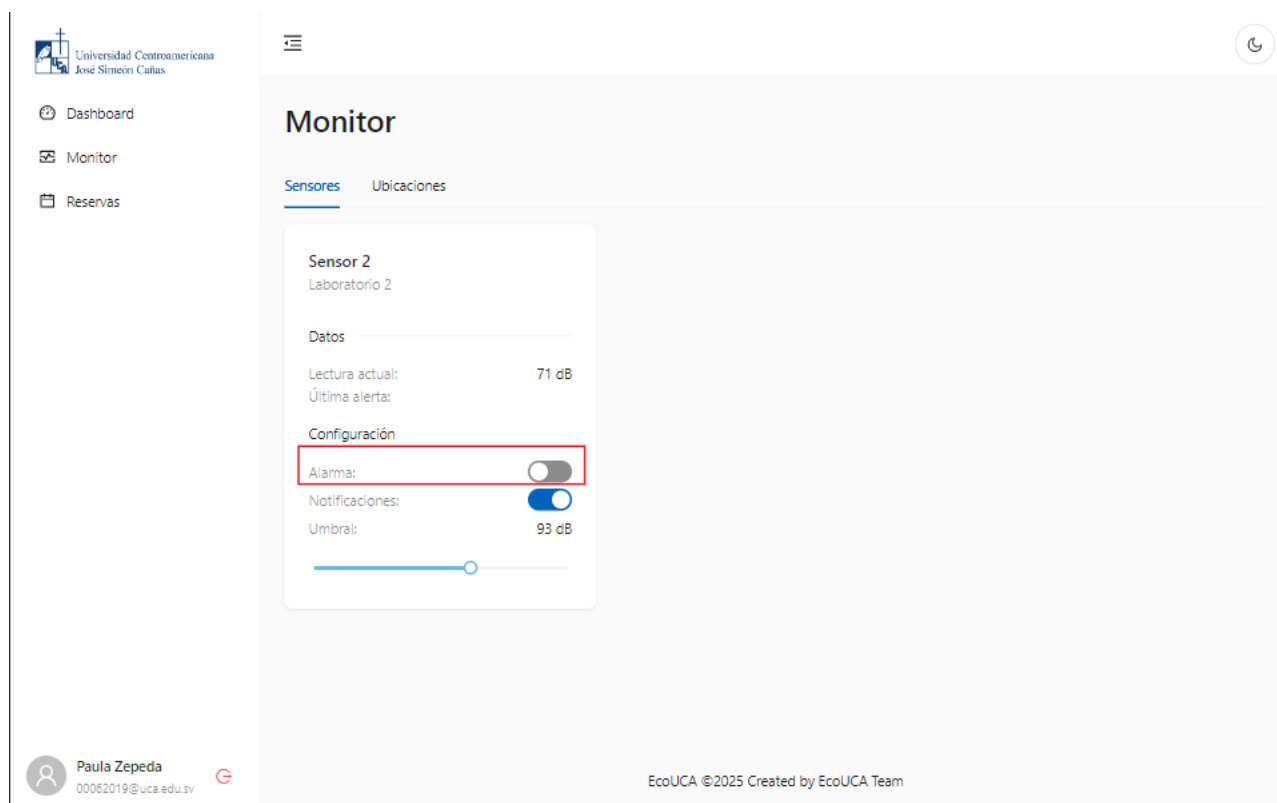 Universidad Centroamericana
José Simeón Cañas
Dashboard
Monitor
Reservas
Monitor
Sensores Ubicaciones
Sensor 2
Laboratorio 2
Datos
Lectura actual: 71 dB
Última alerta:
Configuración
Alarma:
Notificaciones:
Umbral: 93 dB
Paula Zepeda
00062019@uca.edu.sv
EcoUCA ©2025 Created by EcoUCA Team